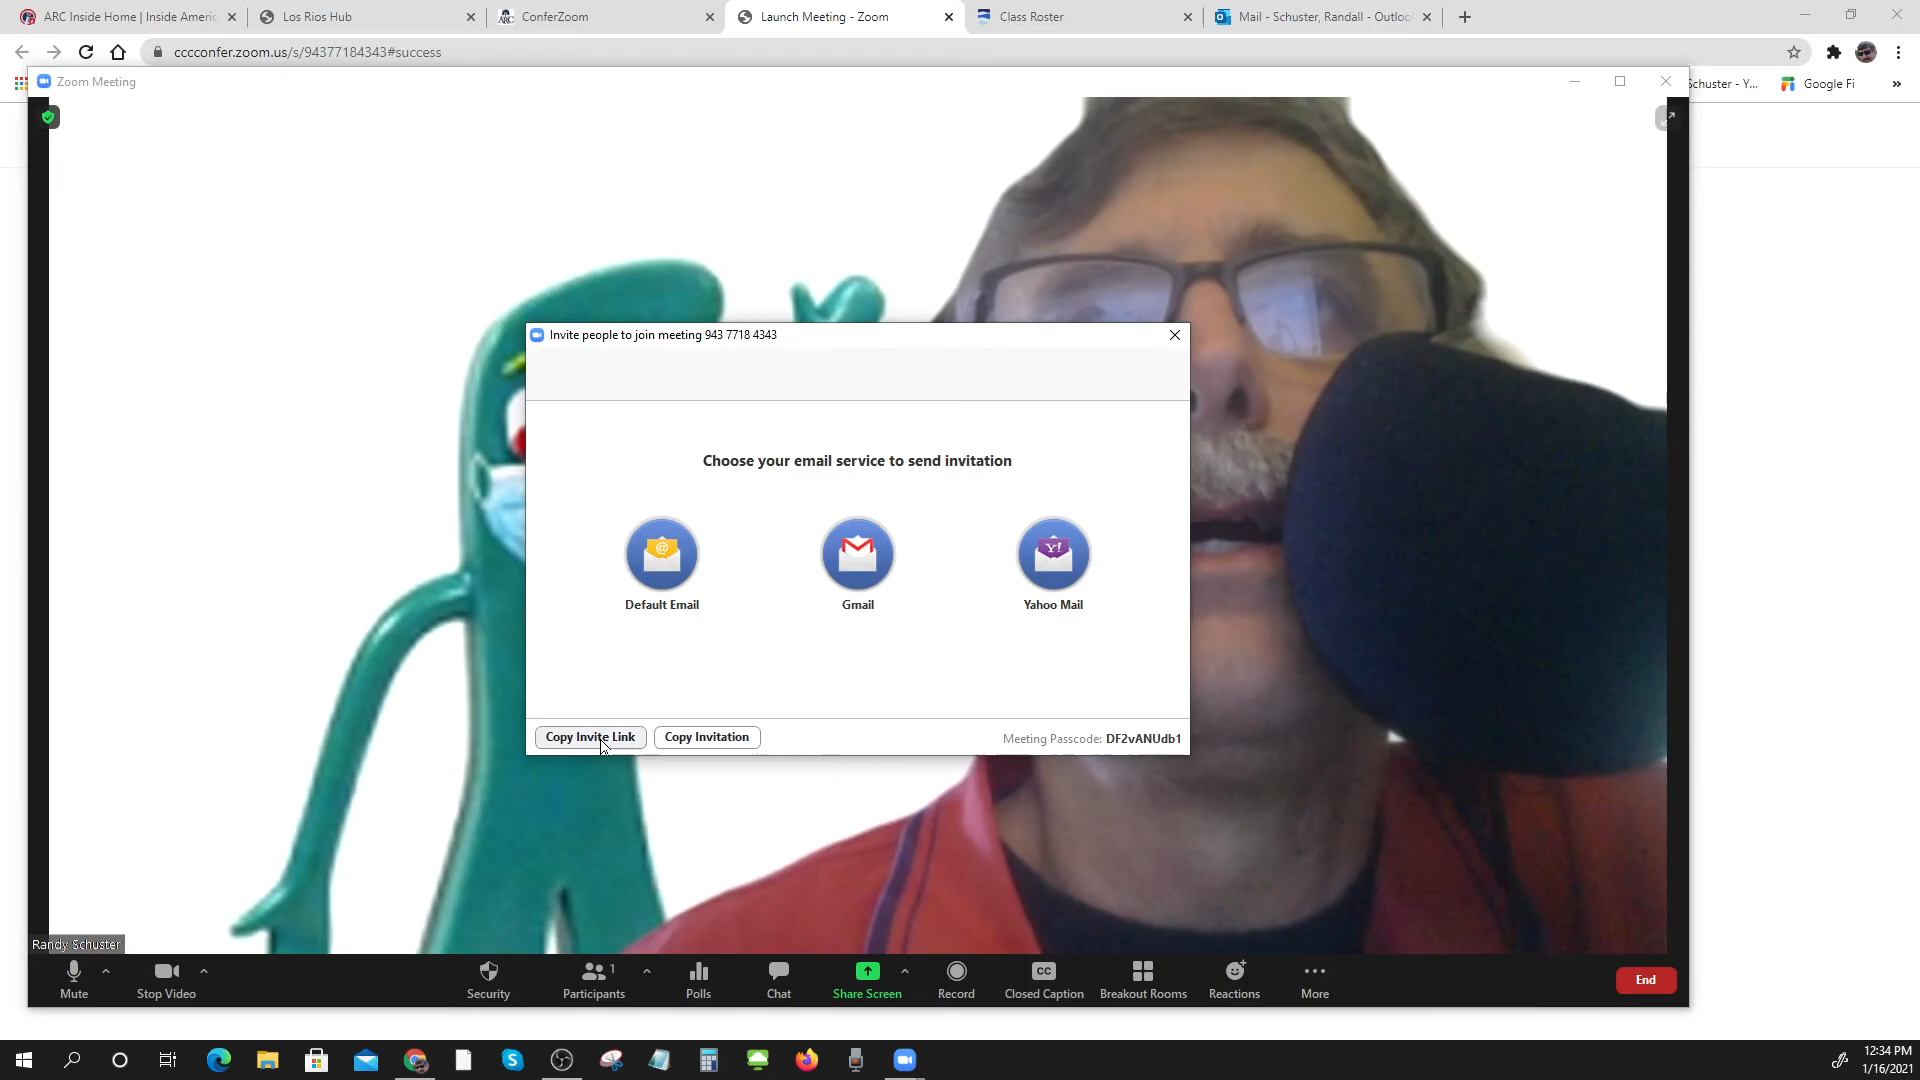 ARC Inside Home | Inside Americ
Los Rios Hub
ARC
ConferZoom
Launch Meeting - Zoom
Class Roster
Mail - Schuster, Randall - Outloo
cccconfer.zoom.us/s/94377184343#success
Zoom Meeting
Schuster - Y...
Google Fi
»
Invite people to join meeting 943 7718 4343
Choose your email service to send invitation
@
Y!
Default Email
Gmail
Yahoo Mail
Copy Invite Link
Copy Invitation
Meeting Passcode: DF2vANUdb1
Randy Schuster
1
CC
Mute
Stop Video
Security
Participants
Polls
Chat
Share Screen
Record
Closed Caption
Breakout Rooms
Reactions
More
End
12:34 PM
1/16/2021